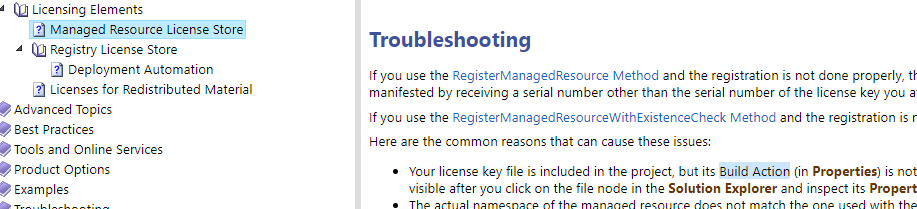 Licensing Elements
Managed Resource License Store
Registry License Store
Deployment Automation
Licenses for Redistributed Material
Advanced Topics
Best Practices
Tools and Online Services
Product Options
Examples
Troubleshooting
Troubleshooting
If you use the RegisterManagedResource Method and the registration is not done properly, th
manifested by receiving a serial number other than the serial number of the license key you a
If you use the RegisterManagedResourceWithExistenceCheck Method and the registration is n
Here are the common reasons that can cause these issues:
• Your license key file is included in the project, but its Build Action (in Properties) is not
visible after you click on the file node in the Solution Explorer and inspect its Propert
• The actual namespace of the managed resource does not match the one used with the